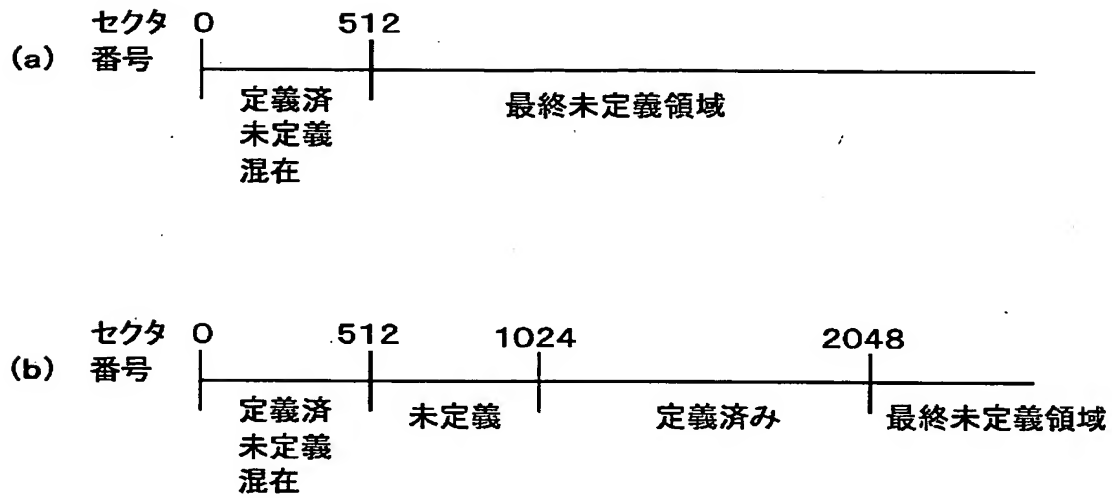 セクタ 0 512
(a) 番号
定義済
未定義
混在
最終未定義領域
セクタ 0 512 1024 2048
(b) 番号
定義済
未定義
混在
未定義
定義済み
最終未定義領域